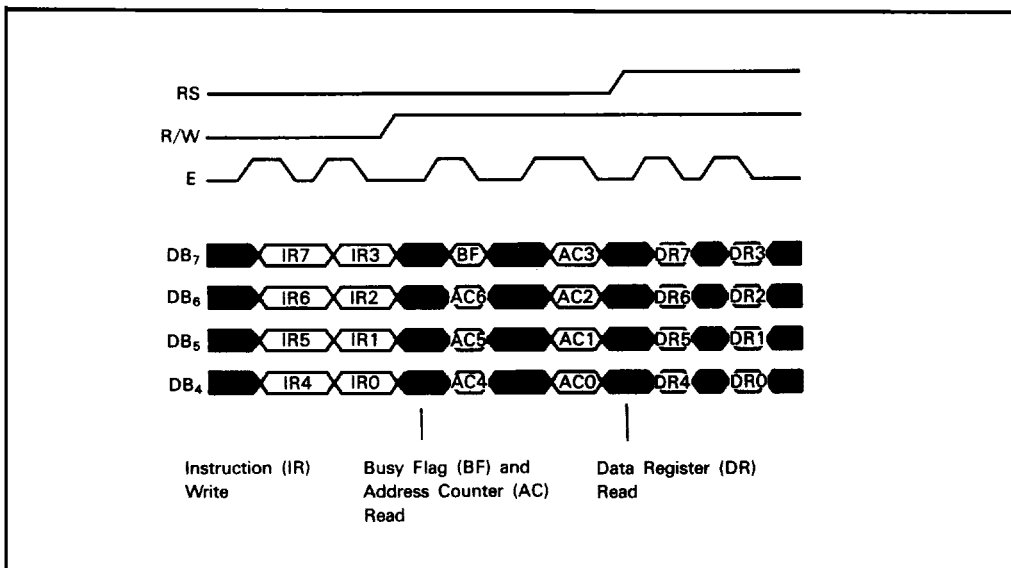 RS
R/W
E
DB7 IR7 IR3 BF AC3 DR7 DR3
DB6 IR6 IR2 AC6 AC2 DR6 DR2
DB5 IR5 IR1 AC5 AC1 DR5 DR1
DB4 IR4 IR0 AC4 AC0 DR4 DR0
Instruction (IR)
Write
Busy Flag (BF) and
Address Counter (AC)
Read
Data Register (DR)
Read